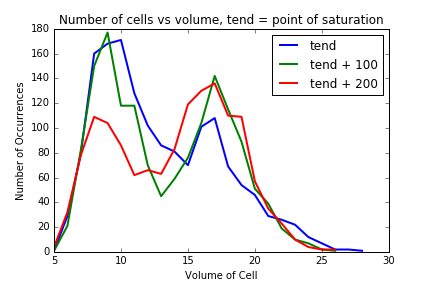 Number of cells vs volume, tend = point of saturation
180
160
140
120
100
80
60
40
20
0
Number of Occurrences
tend
tend + 100
tend + 200
5
10
15
20
25
30
Volume of Cell